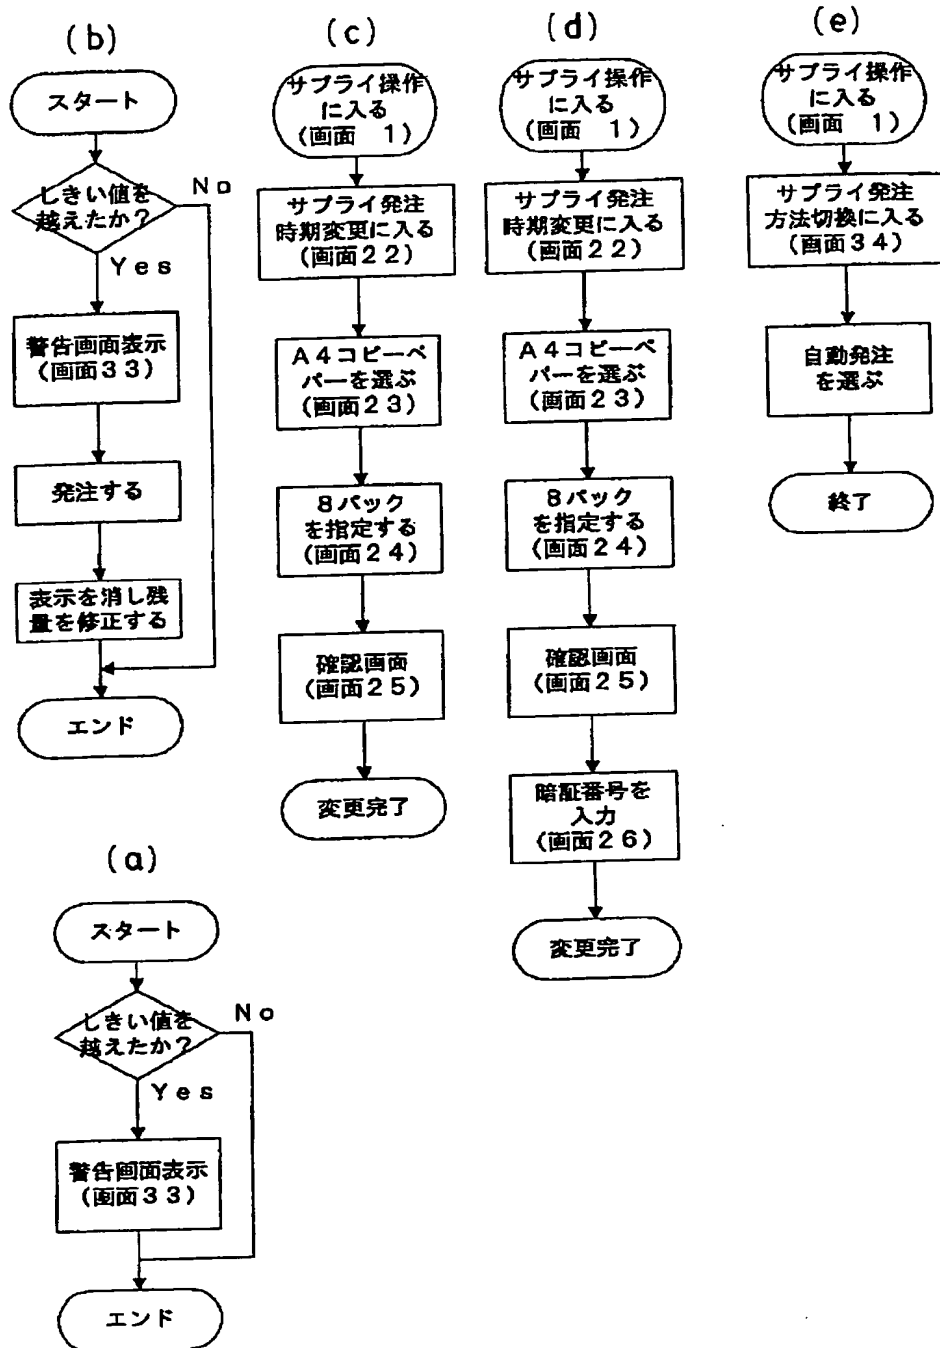 (b)
スタート
しきい値を
越えたか?
No
Yes
警告画面表示
(画面33)
発注する
表示を消し残
量を修正する
エンド
(c)
サプライ操作
に入る
(画面 1)
サプライ発注
時期変更に入る
(画面22)
A4コピーペ
パーを選ぶ
(画面23)
8パック
を指定する
(画面24)
確認画面
(画面25)
変更完了
(d)
サプライ操作
に入る
(画面 1)
サプライ発注
時期変更に入る
(画面22)
A4コピーペ
パーを選ぶ
(画面23)
8パック
を指定する
(画面24)
確認画面
(画面25)
暗証番号を
入力
(画面26)
変更完了
(e)
サプライ操作
に入る
(画面 1)
サプライ発注
方法切換に入る
(画面34)
自動発注
を選ぶ
終了
(a)
スタート
しきい値を
越えたか?
No
Yes
警告画面表示
(画面33)
エンド